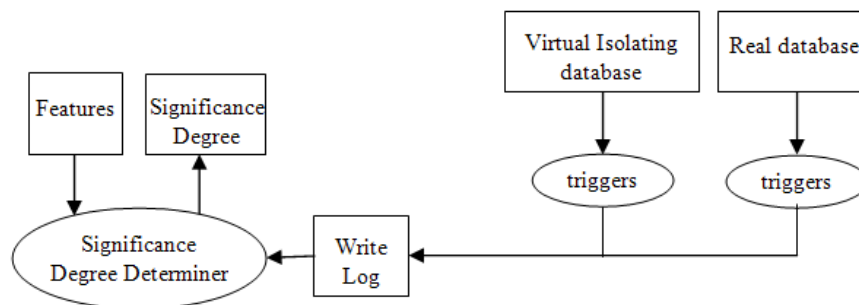 Virtual Isolating
database
Real database
Features
Significance
Degree
triggers
triggers
Significance
Degree Determiner
Write
Log